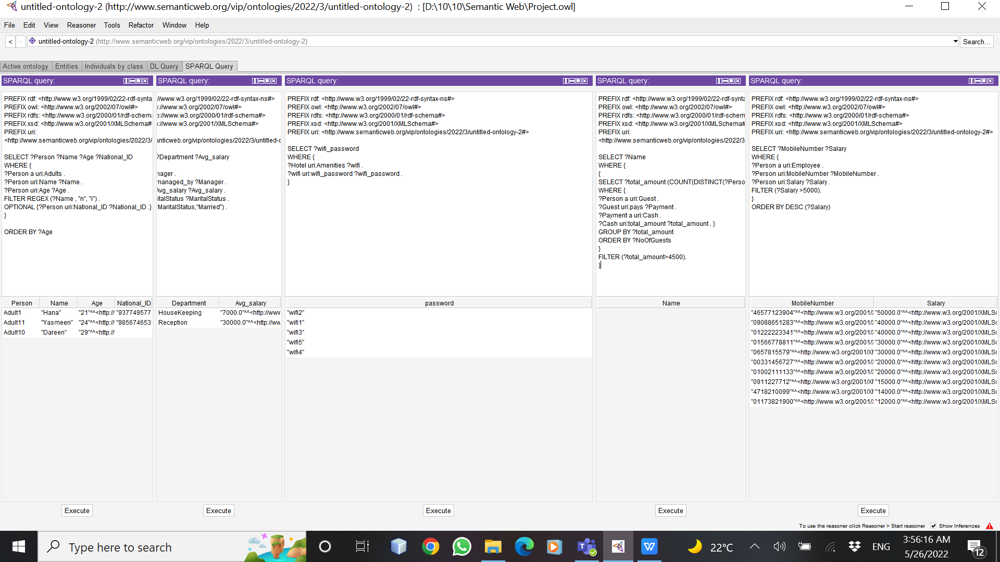 untitled-ontology-2 (http://www.semanticweb.org/vip/ontologies/2022/3/untitled-ontology-2)  : [D:\10\10\Semantic Web\Project.owl]
File Edit View Reasoner Tools Refactor Window Help
< > untitled-ontology-2 (http://www.semanticweb.org/vip/ontologies/2022/3/untitled-ontology-2) Search...
Active ontology Entities Individuals by class DL Query SPARQL Query
SPARQL query:
PREFIX rdf: <http://www.w3.org/1999/02/22-rdf-synta
PREFIX owl: <http://www.w3.org/2002/07/owl#>
PREFIX rdfs: <http://www.w3.org/2000/01/rdf-schema
PREFIX xsd: <http://www.w3.org/2001/XMLSchema#
PREFIX uri:
<http://www.semanticweb.org/vip/ontologies/2022/3/
SELECT ?Person ?Name ?Age ?National_ID
WHERE {
?Person a uri:Adults .
?Person uri:Name ?Name .
?Person uri:Age ?Age .
FILTER REGEX (?Name , "n", "i") .
OPTIONAL {?Person uri:National_ID ?National_ID .}
}
ORDER BY ?Age
Person Name Age National_ID
Adult1 "Hana" "21"^^<http:/ "937749577
Adult11 "Yasmeen" "24"^^<http:/ "985674653
Adult10 "Dareen" "29"^^<http:/
Execute
SPARQL query:
//www.w3.org/1999/02/22-rdf-syntax-ns#>
://www.w3.org/2002/07/owl#>
://www.w3.org/2000/01/rdf-schema#>
://www.w3.org/2001/XMLSchema#>
anticweb.org/vip/ontologies/2022/3/untitled-o
?Department ?Avg_salary
nager .
managed_by ?Manager .
Avg_salary ?Avg_salary .
ritalStatus ?MaritalStatus .
MaritalStatus,"Married") .
Department Avg_salary
HouseKeeping "7000.0"^^<http://www
Reception "30000.0"^^<http://ww
Execute
SPARQL query:
PREFIX rdf: <http://www.w3.org/1999/02/22-rdf-syntax-ns#>
PREFIX owl: <http://www.w3.org/2002/07/owl#>
PREFIX rdfs: <http://www.w3.org/2000/01/rdf-schema#>
PREFIX xsd: <http://www.w3.org/2001/XMLSchema#>
PREFIX uri: <http://www.semanticweb.org/vip/ontologies/2022/3/untitled-ontology-2#>
SELECT ?wifi_password
WHERE {
?Hotel uri:Amenities ?wifi .
?wifi uri:wifi_password ?wifi_password .
}
password
"wifi2"
"wifi1"
"wifi3"
"wifi5"
"wifi4"
Execute
SPARQL query:
PREFIX rdf: <http://www.w3.org/1999/02/22-rdf-synta
PREFIX owl: <http://www.w3.org/2002/07/owl#>
PREFIX rdfs: <http://www.w3.org/2000/01/rdf-schem
PREFIX xsd: <http://www.w3.org/2001/XMLSchema#
PREFIX uri:
<http://www.semanticweb.org/vip/ontologies/2022/3
SELECT ?Name
WHERE {
{
SELECT ?total_amount (COUNT(DISTINCT(?Perso
WHERE {
?Person a uri:Guest .
?Guest uri:pays ?Payment .
?Payment a uri:Cash .
?Cash uri:total_amount ?total_amount . }
GROUP BY ?total_amount
ORDER BY ?NoOfGuests
}
FILTER (?total_amount>4500).
}
Name
Execute
SPARQL query:
PREFIX rdf: <http://www.w3.org/1999/02/22-rdf-syntax-ns#>
PREFIX owl: <http://www.w3.org/2002/07/owl#>
PREFIX rdfs: <http://www.w3.org/2000/01/rdf-schema#>
PREFIX xsd: <http://www.w3.org/2001/XMLSchema#>
PREFIX uri: <http://www.semanticweb.org/vip/ontologies/2022/3/untitled-ontology-2#>
SELECT ?MobileNumber ?Salary
WHERE {
?Person a uri:Employee .
?Person uri:MobileNumber ?MobileNumber .
?Person uri:Salary ?Salary .
FILTER (?Salary >5000).
}
ORDER BY DESC (?Salary)
MobileNumber Salary
"46577123904"^^<http://www.w3.org/2001/ "50000.0"^^<http://www.w3.org/2001/XMLSc
"09088651283"^^<http://www.w3.org/2001/ "40000.0"^^<http://www.w3.org/2001/XMLSc
"01222223341"^^<http://www.w3.org/2001/ "40000.0"^^<http://www.w3.org/2001/XMLSc
"01566778811"^^<http://www.w3.org/2001/ "30000.0"^^<http://www.w3.org/2001/XMLSc
"0657815579"^^<http://www.w3.org/2001/X "30000.0"^^<http://www.w3.org/2001/XMLSc
"00331456727"^^<http://www.w3.org/2001/ "20000.0"^^<http://www.w3.org/2001/XMLSc
"01002111133"^^<http://www.w3.org/2001/ "20000.0"^^<http://www.w3.org/2001/XMLSc
"0911227712"^^<http://www.w3.org/2001/X "15000.0"^^<http://www.w3.org/2001/XMLSc
"4718210099"^^<http://www.w3.org/2001/X "14000.0"^^<http://www.w3.org/2001/XMLSc
"01173821900"^^<http://www.w3.org/2001/ "12000.0"^^<http://www.w3.org/2001/XMLSc
Execute
To use the reasoner click Reasoner > Start reasoner Show Inferences
Type here to search
W
22°C
ENG
3:56:16 AM
5/26/2022
12